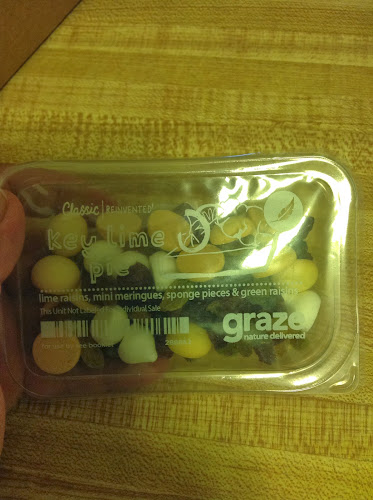 Classic | REINVENTED
key lime
pie
lime raisins, mini meringues, sponge pieces & green raisins
This Unit Not Labelled Individual Sale
graze
nature delivered